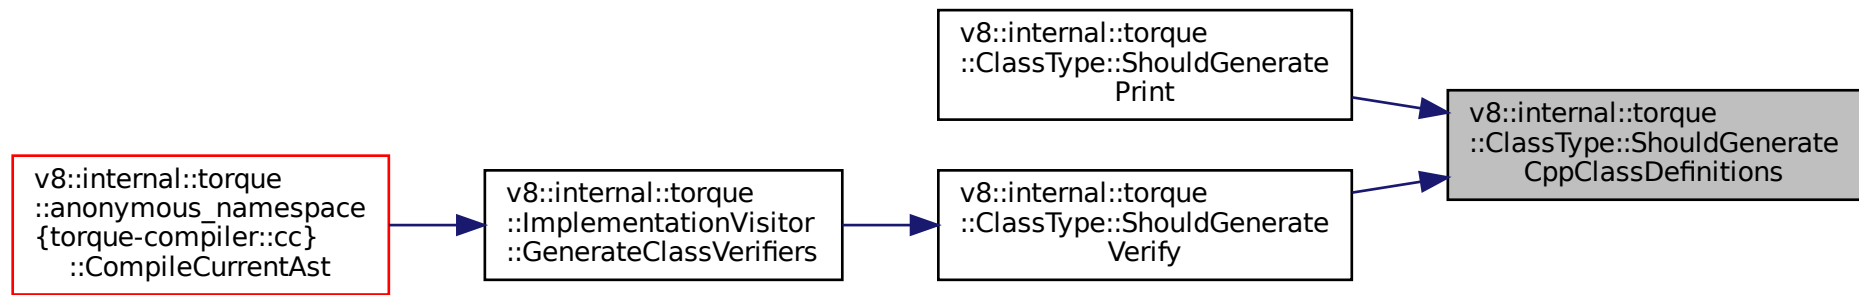 v8::internal::torque
::ClassType::ShouldGenerate
Print
v8::internal::torque
::ClassType::ShouldGenerate
CppClassDefinitions
v8::internal::torque
::anonymous_namespace
{torque-compiler::cc}
::CompileCurrentAst
v8::internal::torque
::ImplementationVisitor
::GenerateClassVerifiers
v8::internal::torque
::ClassType::ShouldGenerate
Verify